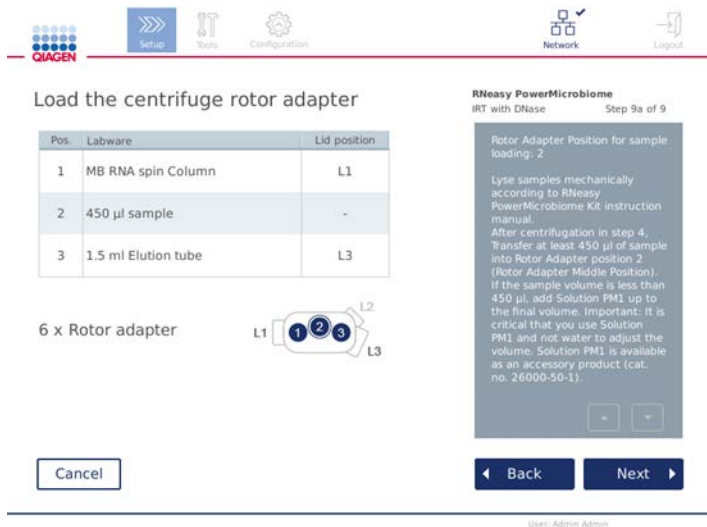 QIAGEN
Setup
Tools
Configuration
Network
Logout
Load the centrifuge rotor adapter
Pos. Labware Lid position
1 MB RNA spin Column L1
2 450 µl sample -
3 1.5 ml Elution tube L3
6 x Rotor adapter
L1 1 2 3 L2
L3
RNeasy PowerMicrobiome
IRT with DNase Step 9a of 9
Rotor Adapter Position for sample
loading: 2
Lyse samples mechanically
according to RNeasy
PowerMicrobiome Kit instruction
manual.
After centrifugation in step 4,
Transfer at least 450 µl of sample
into Rotor Adapter position 2
(Rotor Adapter Middle Position).
If the sample volume is less than
450 µl, add Solution PM1 up to
the final volume. Important: It is
critical that you use Solution
PM1 and not water to adjust the
volume. Solution PM1 is available
as an accessory product (cat.
no. 26000-50-1).
Cancel
Back
Next
User: Admin Admin